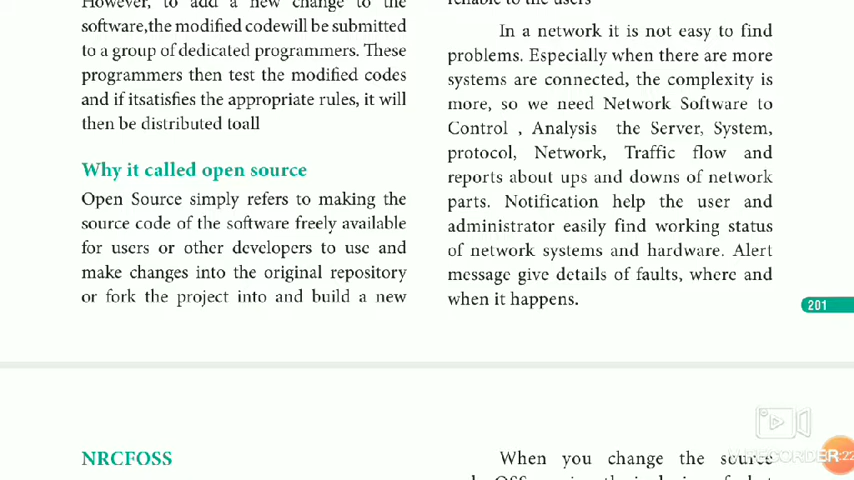 However, to add a new change to the
software,the modified codewill be submitted
to a group of dedicated programmers. These
programmers then test the modified codes
and if itsatisfies the appropriate rules, it will
then be distributed toall
Why it called open source
Open Source simply refers to making the
source code of the software freely available
for users or other developers to use and
make changes into the original repository
or fork the project into and build a new
reliable to the users
In a network it is not easy to find
problems. Especially when there are more
systems are connected, the complexity is
more, so we need Network Software to
Control , Analysis the Server, System,
protocol, Network, Traffic flow and
reports about ups and downs of network
parts. Notification help the user and
administrator easily find working status
of network systems and hardware. Alert
message give details of faults, where and
when it happens.
201
NRCFOSS
When you change the source